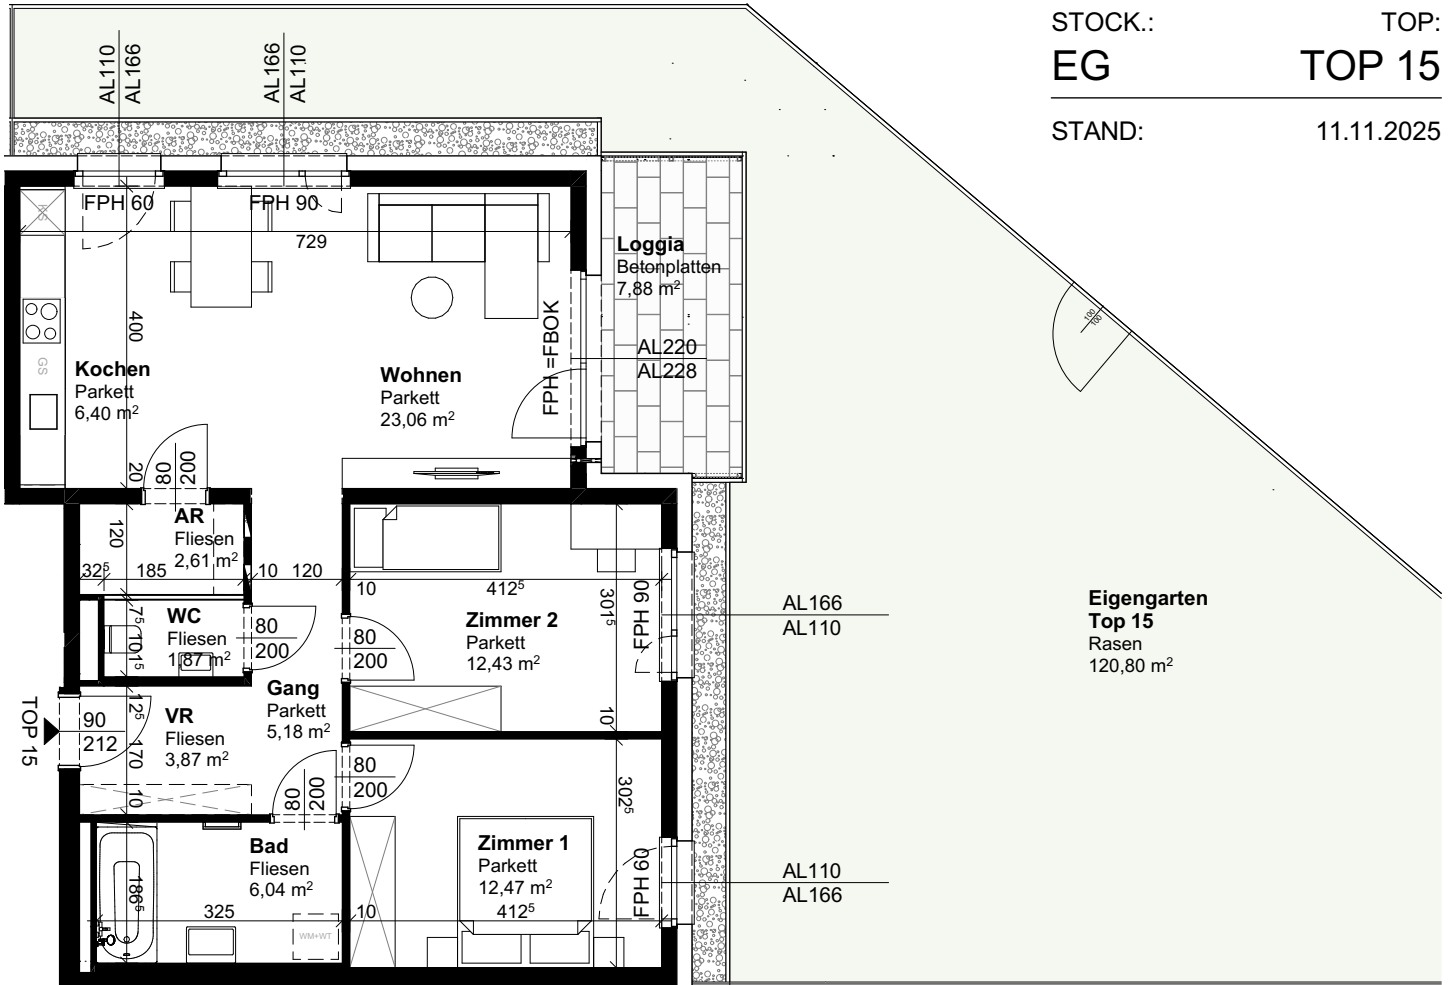 STOCK.: TOP:
EG TOP 15
STAND: 11.11.2025
AL110
AL166
AL166
AL110
FPH 60
FPH 90
KS
729
Loggia
Betonplatten
7,88 m²
400
GS
FPH =FBOK
AL220
AL228
100
100
Kochen
Parkett
6,40 m²
Wohnen
Parkett
23,06 m²
20
80
200
AR
Fliesen
2,61 m²
120
32⁵ 185 10 120
10 412⁵
301⁵
FPH 90
AL166
AL110
WC
Fliesen
1,87 m²
75
101⁵
80
200
80
200
Zimmer 2
Parkett
12,43 m²
Eigengarten
Top 15
Rasen
120,80 m²
Gang
Parkett
5,18 m²
10
TOP 15
90
212
12⁵
VR
Fliesen
3,87 m²
170
10
80
200
80
200
302⁵
Bad
Fliesen
6,04 m²
186⁵
325
WM+WT
Zimmer 1
Parkett
12,47 m²
10 412⁵
FPH 60
AL110
AL166